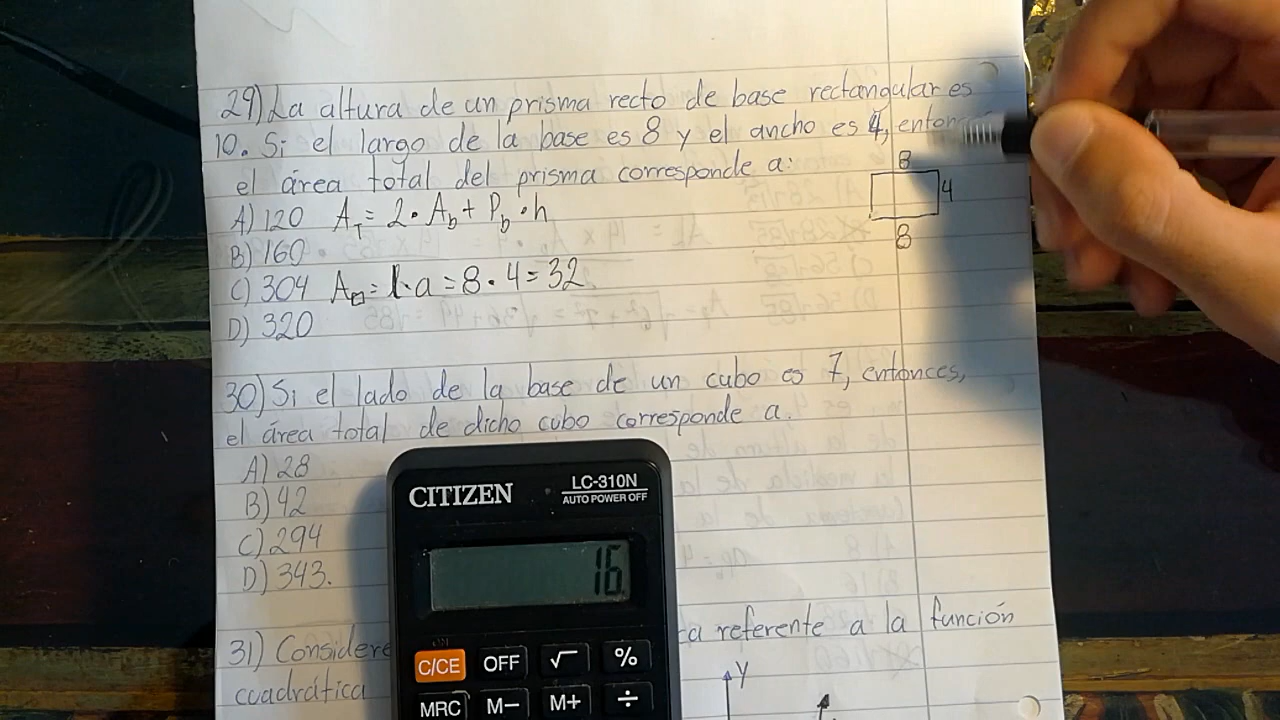 29) La altura de un prisma recto de base rectangular es
10. Si el largo de la base es 8 y el ancho es 4,
el área total del prisma corresponde a:
8
4
8
A) 120 A_T = 2·A_b + P_b·h
B) 160
C) 304 A□ = l·a = 8·4 = 32
D) 320
30) Si el lado de la base de un cubo es 7, entonces,
el área total de dicho cubo corresponde a.
A) 28
B) 42
C) 294
D) 343.
31) Considere
referente a la función
cuadrática
y
CITIZEN
LC-310N
AUTO POWER OFF
16.
ON
C/CE OFF √ %
MRC M− M+ ÷